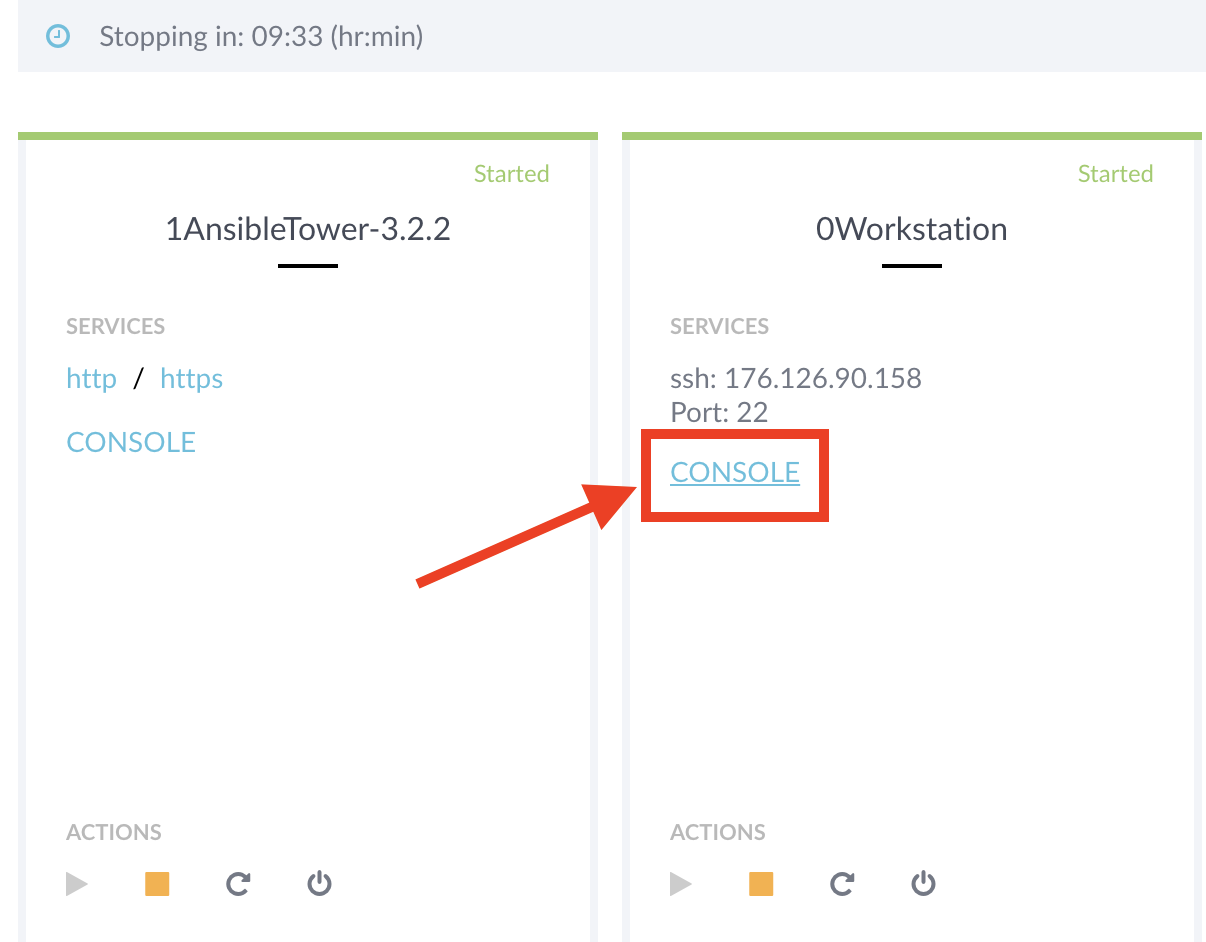 Stopping in: 09:33 (hr:min)
Started
1AnsibleTower-3.2.2
SERVICES
http / https
CONSOLE
ACTIONS
Started
0Workstation
SERVICES
ssh: 176.126.90.158
Port: 22
CONSOLE
ACTIONS